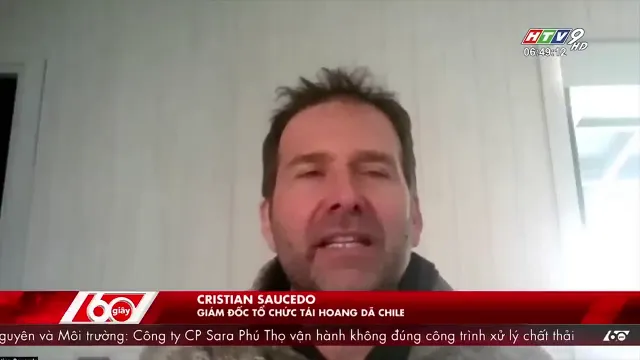 HTV9 HD
06:49:12
CRISTIAN SAUCEDO
60 giây
GIÁM ĐỐC TỔ CHỨC TÁI HOANG DÃ CHILE
guyên và Môi trường: Công ty CP Sara Phú Thọ vận hành không đúng công trình xử lý chất thải
60s